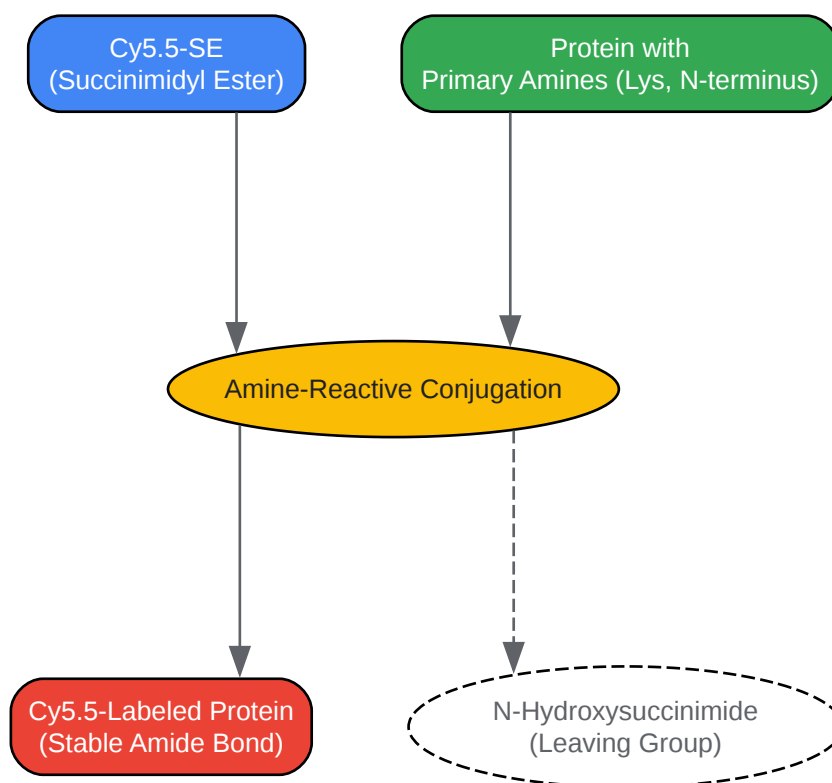 Cy5.5-SE
(Succinimidyl Ester)
Protein with
Primary Amines (Lys, N-terminus)
Amine-Reactive Conjugation
Cy5.5-Labeled Protein
(Stable Amide Bond)
N-Hydroxysuccinimide
(Leaving Group)